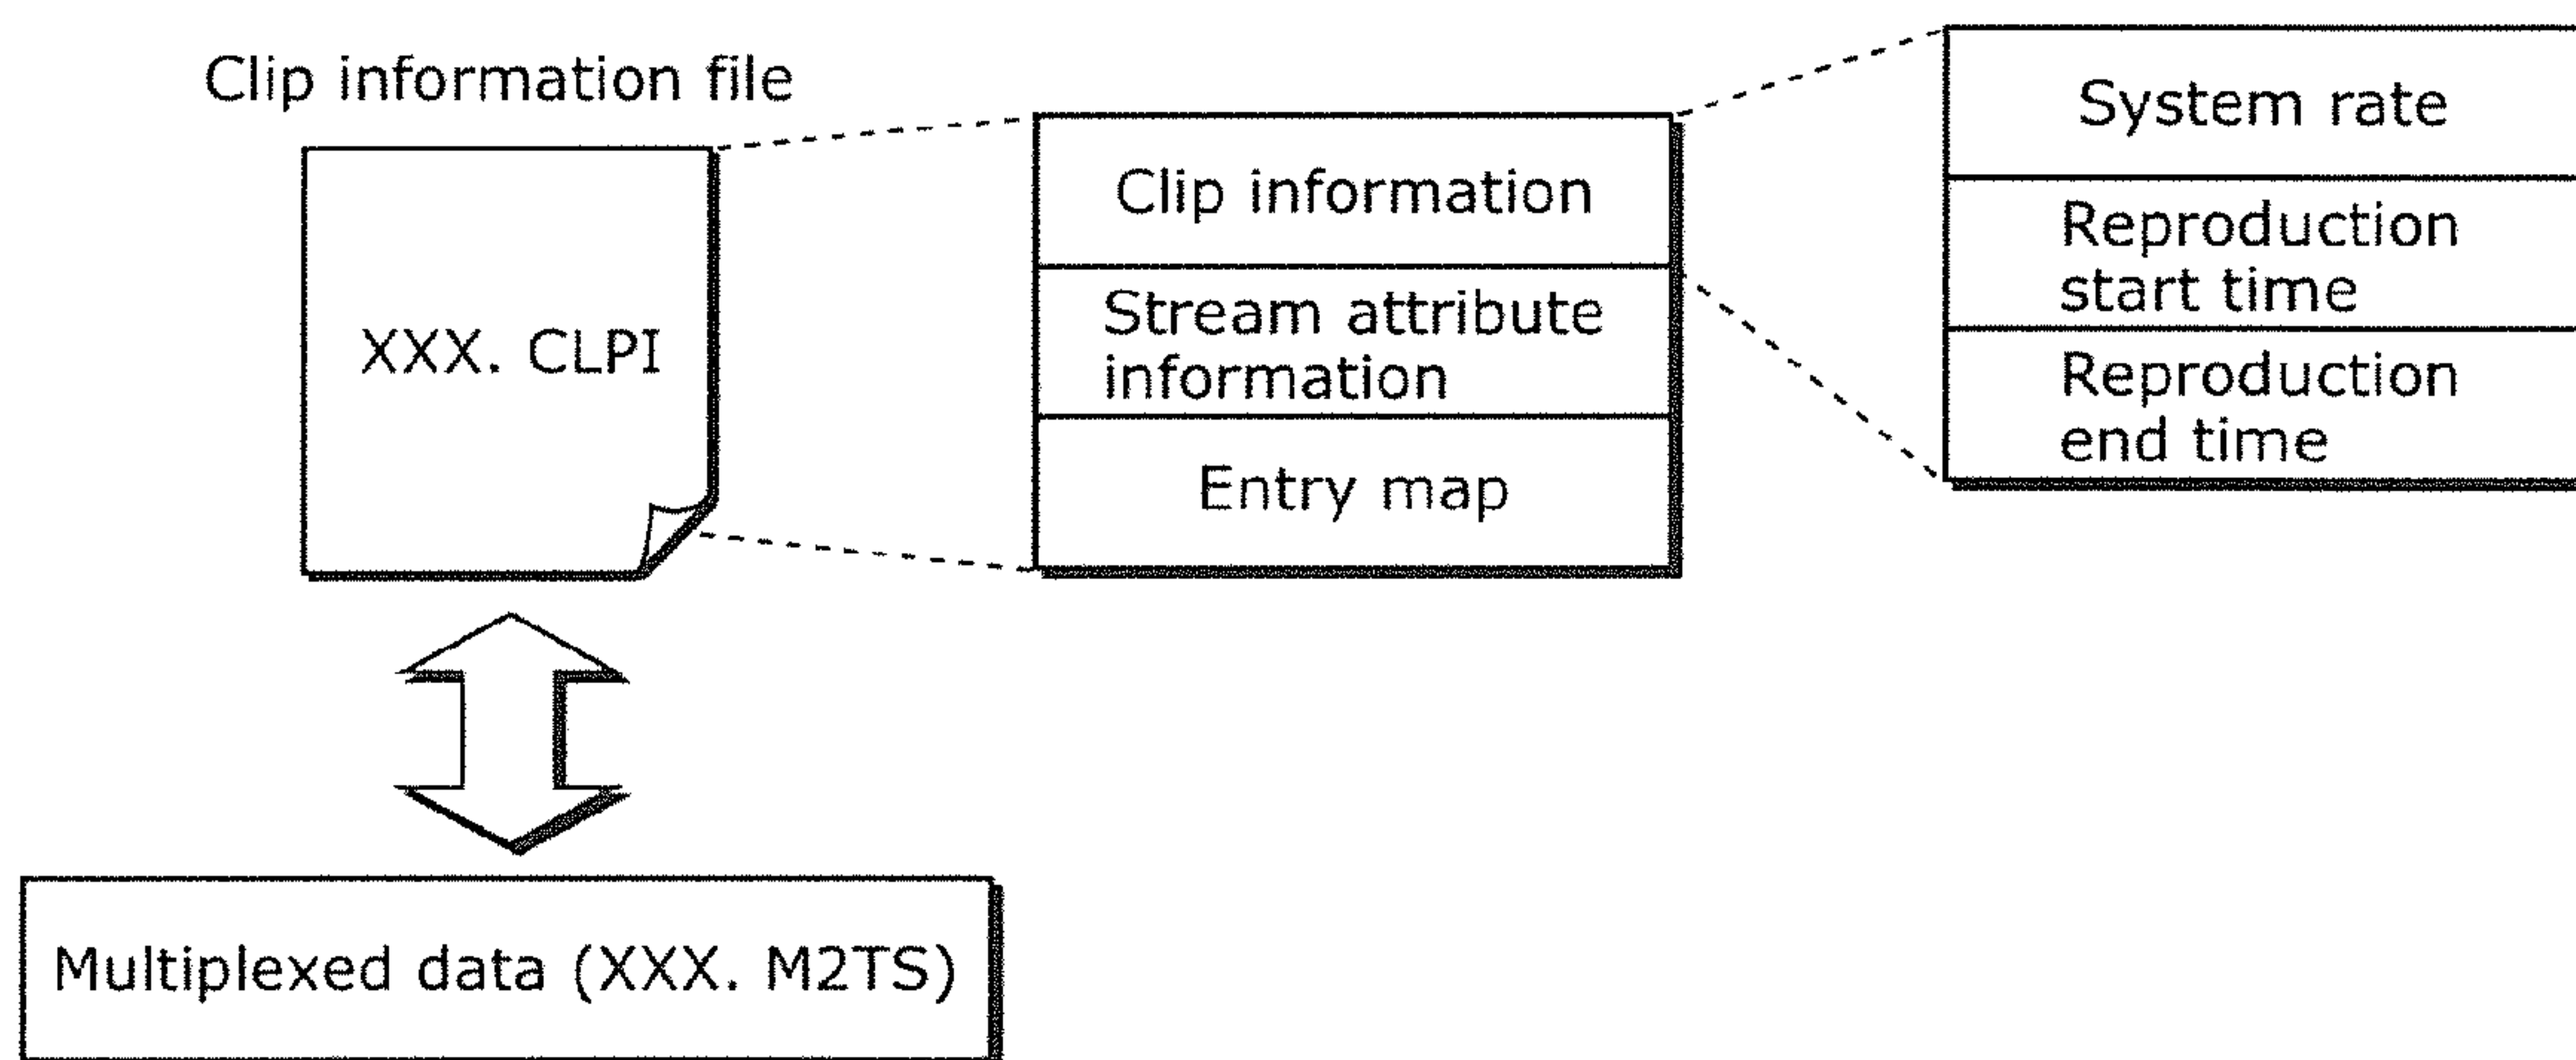 Clip information file
XXX. CLPI
Clip information
Stream attribute
information
Entry map
System rate
Reproduction
start time
Reproduction
end time
Multiplexed data (XXX. M2TS)